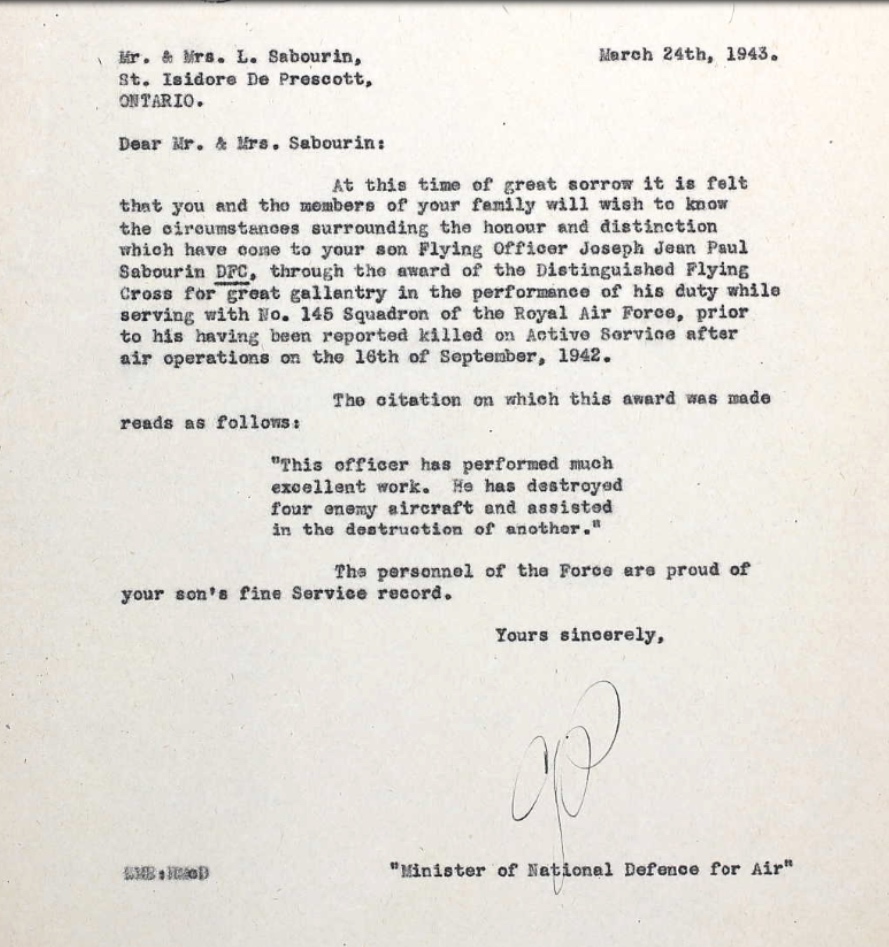 Mr. & Mrs. L. Sabourin, March 24th, 1943.
St. Isidore De Prescott,
ONTARIO.
Dear Mr. & Mrs. Sabourin:
At this time of great sorrow it is felt
that you and the members of your family will wish to know
the circumstances surrounding the honour and distinction
which have come to your son Flying Officer Joseph Jean Paul
Sabourin DFC, through the award of the Distinguished Flying
Cross for great gallantry in the performance of his duty while
serving with No. 145 Squadron of the Royal Air Force, prior
to his having been reported killed on Active Service after
air operations on the 16th of September, 1942.
The citation on which this award was made
reads as follows:
"This officer has performed much
excellent work. He has destroyed
four enemy aircraft and assisted
in the destruction of another."
The personnel of the Force are proud of
your son's fine Service record.
Yours sincerely,
"Minister of National Defence for Air"